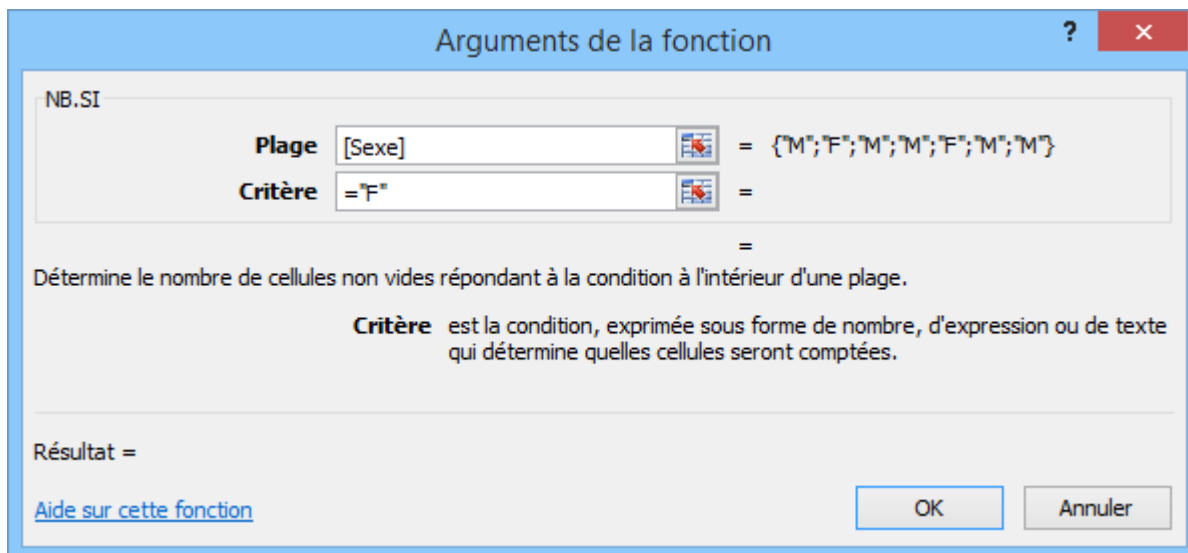 Arguments de la fonction
?
NB.SI
Plage [Sexe] = {"M";"F";"M";"M";"F";"M";"M"}
Critère ="F" =
=
Détermine le nombre de cellules non vides répondant à la condition à l'intérieur d'une plage.
Critère est la condition, exprimée sous forme de nombre, d'expression ou de texte
qui détermine quelles cellules seront comptées.
Résultat =
Aide sur cette fonction
OK
Annuler